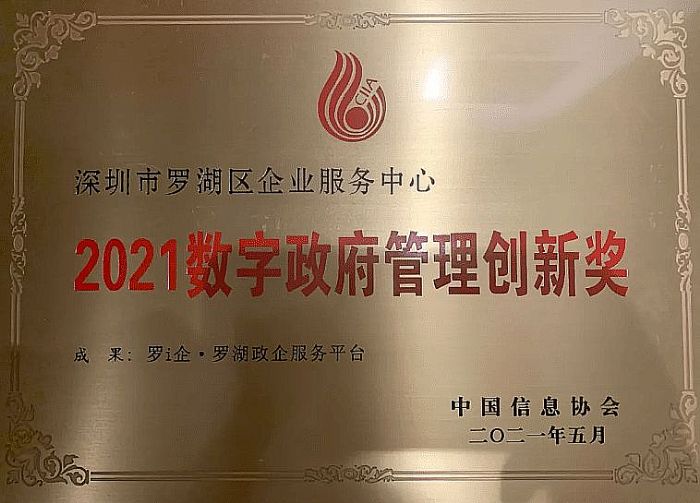 CIIA
深圳市罗湖区企业服务中心
2021数字政府管理创新奖
成 果：罗i企·罗湖政企服务平台
中国信息协会
二〇二一年五月